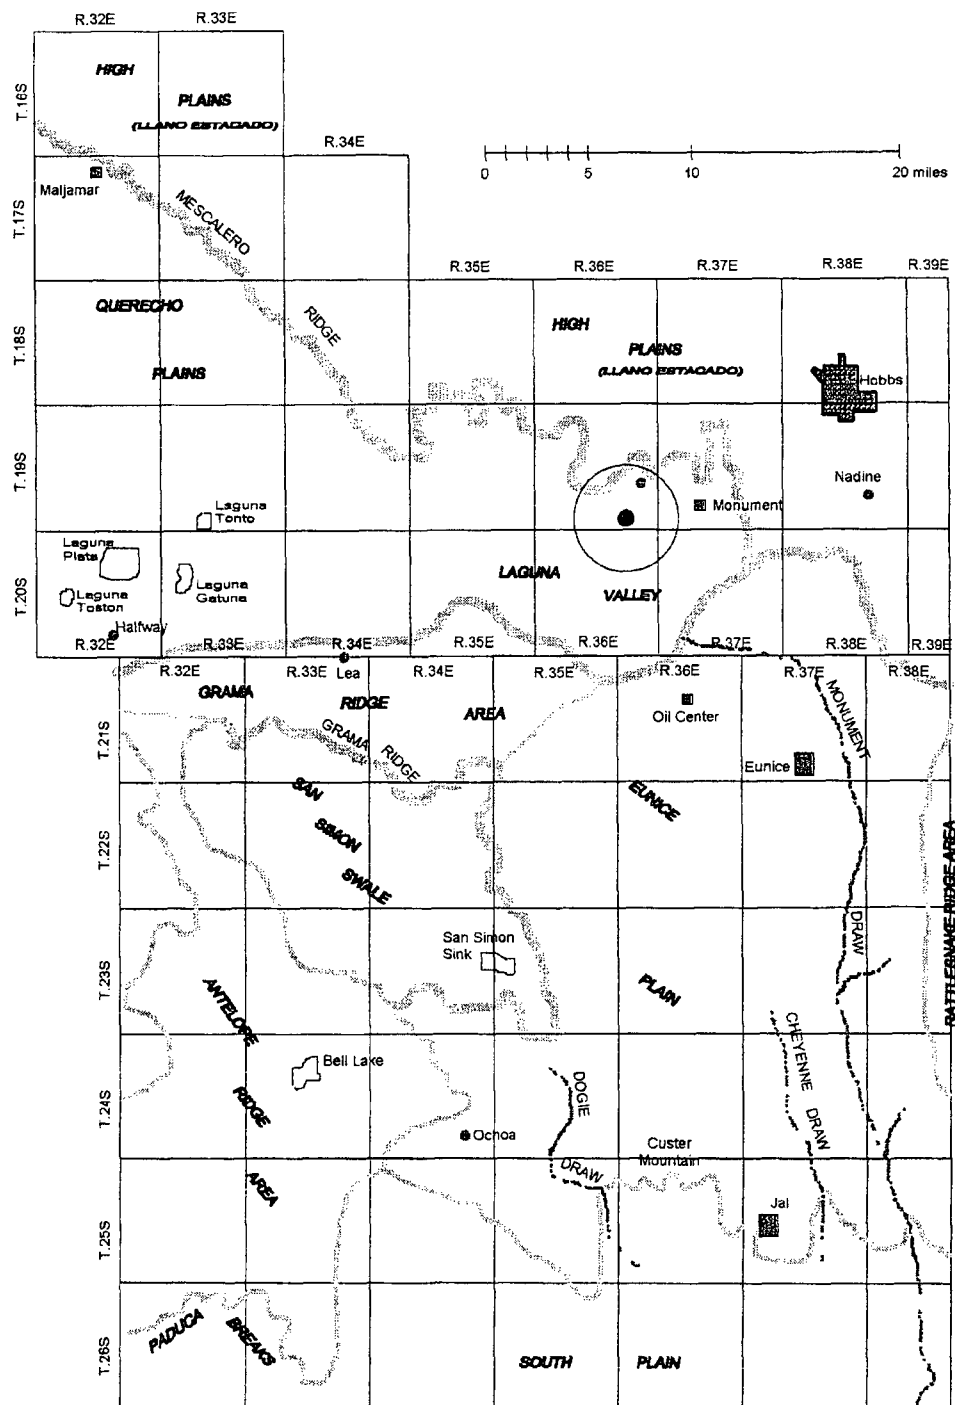 R.32E
R.33E
T.16S
HIGH
PLAINS
(LLANO ESTACADO)
R.34E
0 5 10 20 miles
Maljamar
T.17S
MESCALERO
RIDGE
R.35E
R.36E
R.37E
R.38E
R.39E
QUERECHO
PLAINS
T.18S
HIGH
PLAINS
(LLANO ESTACADO)
Hobbs
T.19S
Nadine
Monument
Laguna
Tonto
Laguna
Plata
Laguna
Gatuna
Laguna
Toston
T.20S
Halfway
LAGUNA
VALLEY
R.32E
R.33E
R.34E
R.35E
R.36E
R.37E
R.38E
R.39E
Lea
R.32E
R.33E
R.34E
R.35E
R.36E
R.37E
R.38E
GRAMA
RIDGE
AREA
T.21S
GRAMA
RIDGE
Oil Center
MONUMENT
Eunice
SAN
SIMON
SWALE
T.22S
EUNICE
PLAIN
RATTLESNAKE RIDGE AREA
DRAW
San Simon
Sink
T.23S
ANTELOPE
RIDGE
AREA
Bell Lake
T.24S
DOGIE
DRAW
CHEYENNE
DRAW
Ochoa
Custer
Mountain
T.25S
Jal
T.26S
PADUCA
BREAKS
SOUTH
PLAIN